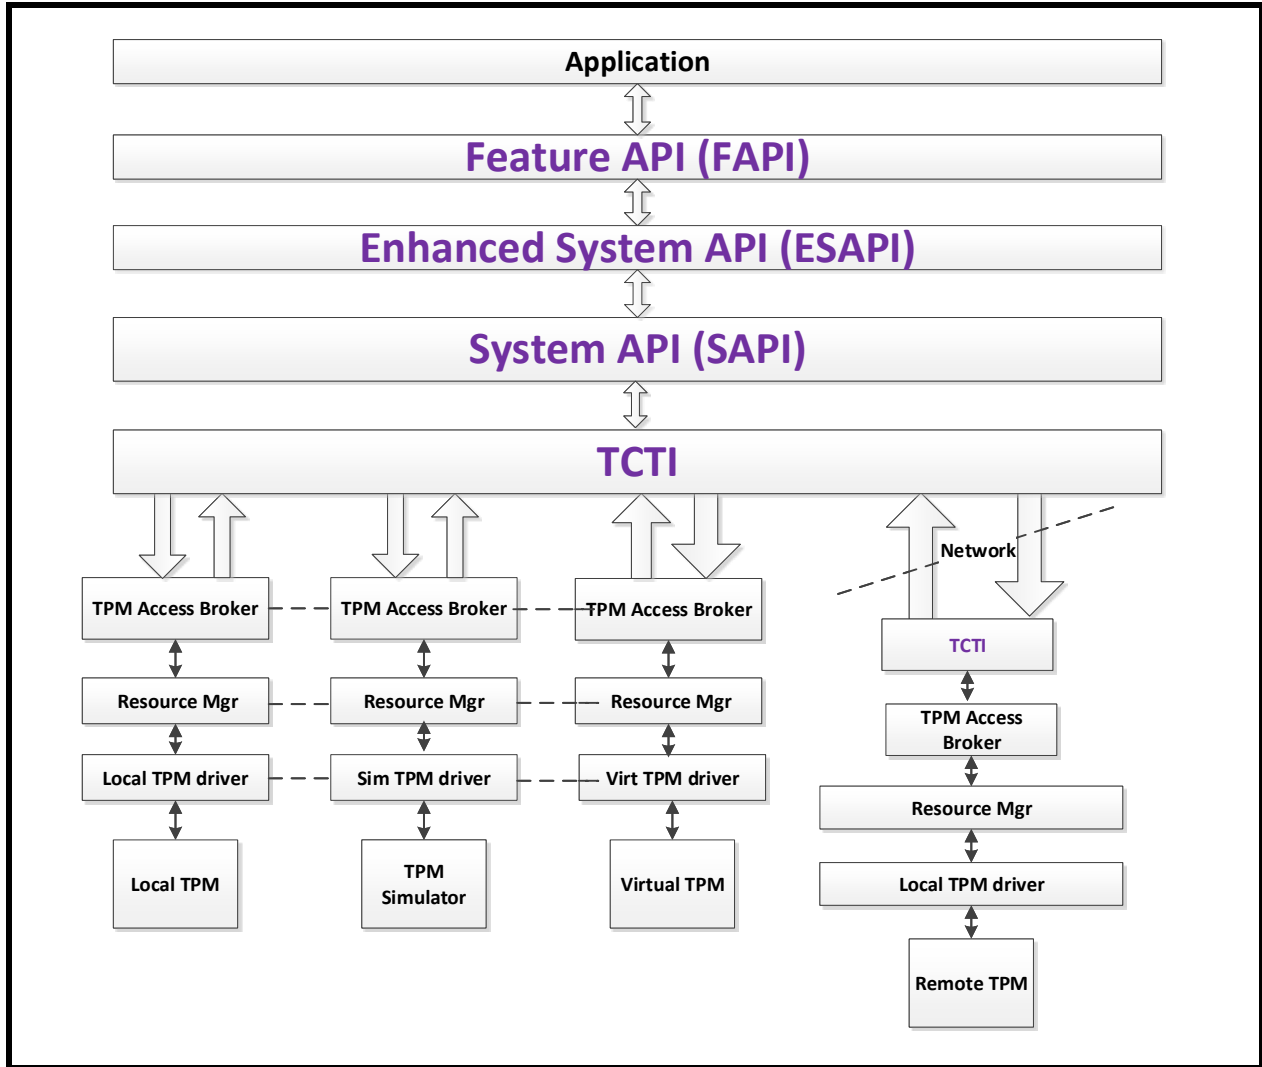 Application
Feature API (FAPI)
Enhanced System API (ESAPI)
System API (SAPI)
TCTI
Network
TPM Access Broker
TPM Access Broker
TPM Access Broker
TCTI
Resource Mgr
Resource Mgr
Resource Mgr
TPM Access
Broker
Local TPM driver
Sim TPM driver
Virt TPM driver
Resource Mgr
Local TPM
TPM
Simulator
Virtual TPM
Local TPM driver
Remote TPM